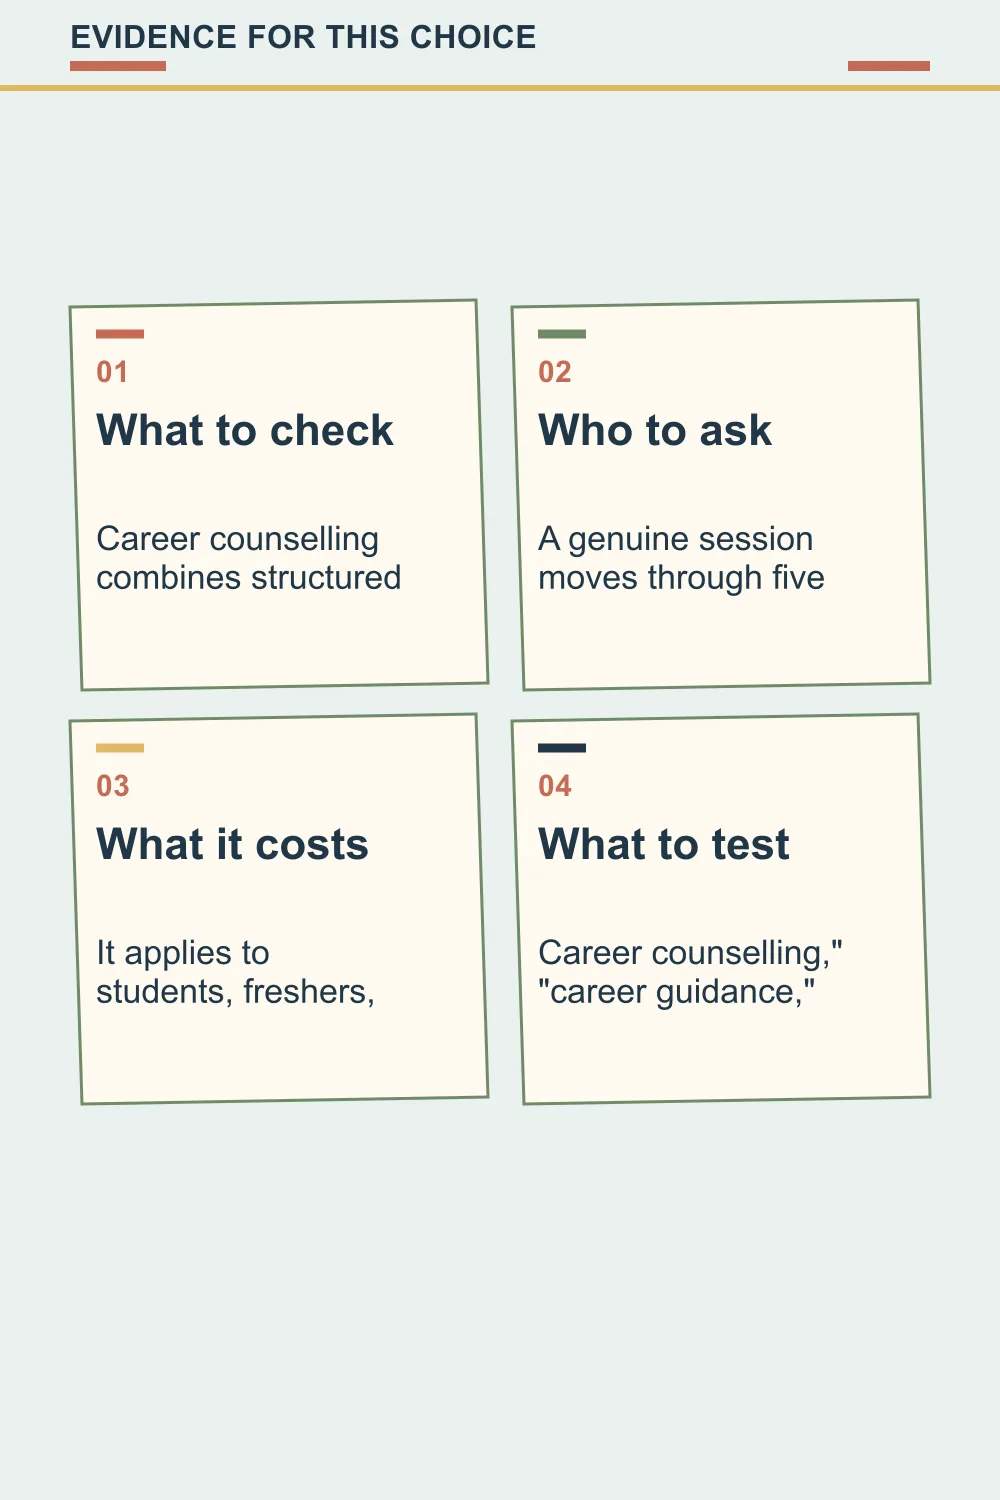 EVIDENCE FOR THIS CHOICE
01
What to check
Career counselling
combines structured
02
Who to ask
A genuine session
moves through five
03
What it costs
It applies to
students, freshers,
04
What to test
Career counselling,"
"career guidance,"